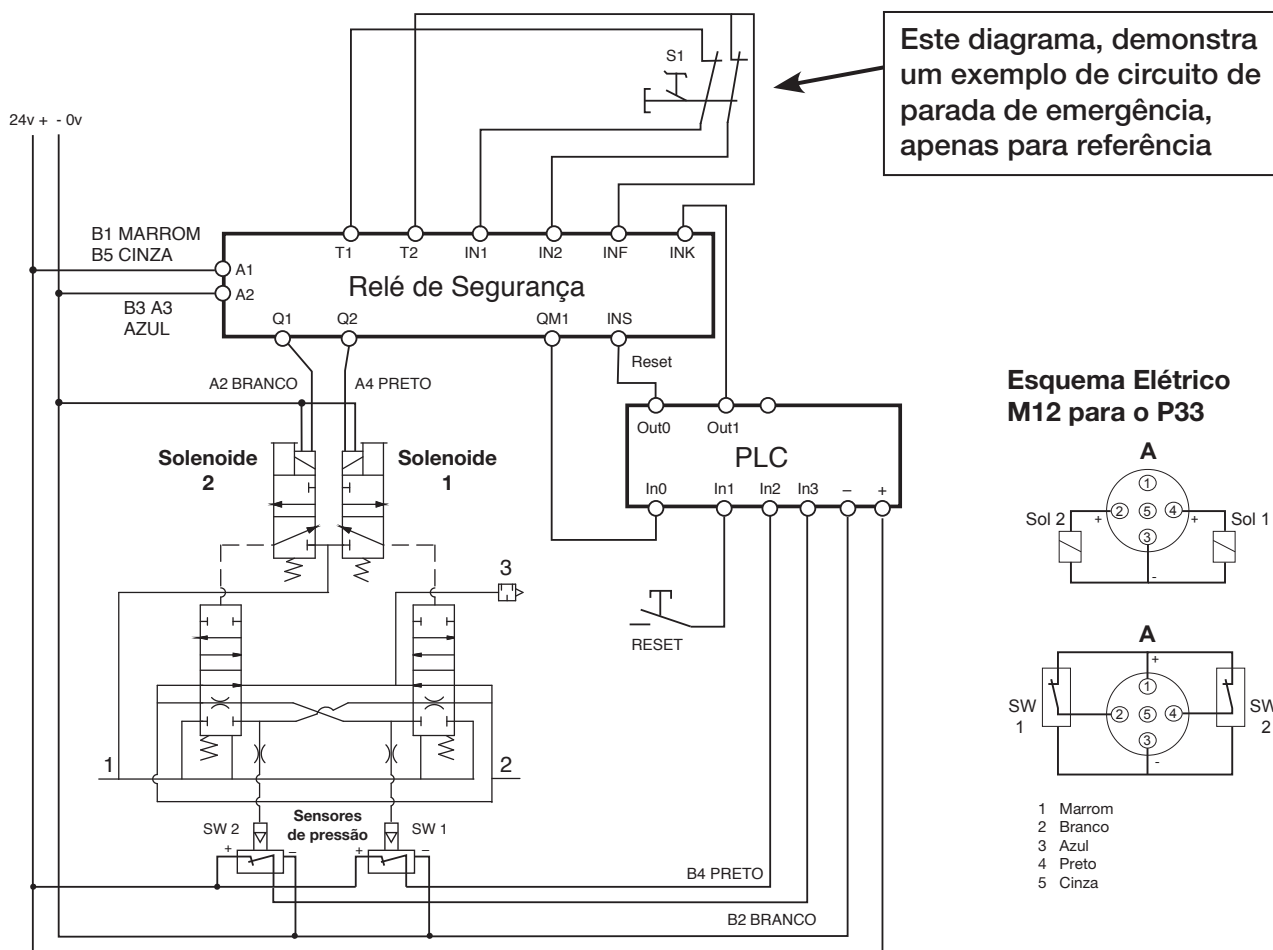 Este diagrama, demonstra
um exemplo de circuito de
parada de emergência,
apenas para referência
S1
24v + - 0v
B1 MARROM
B5 CINZA
T1 T2 IN1 IN2 INF INK
A1
Relé de Segurança
A2
B3 A3
AZUL
Q1 Q2 QM1 INS
Reset
A2 BRANCO A4 PRETO
Out0 Out1
PLC
In0 In1 In2 In3 – +
Solenoide
2
Solenoide
1
3
RESET
1
2
Sensores
de pressão
SW 2 SW 1
+ – + –
B4 PRETO
B2 BRANCO
Esquema Elétrico
M12 para o P33
A
1
Sol 2 + 2 5 4 + Sol 1
3
-
A
+
1
SW
1
2 5 4
SW
2
3
-
1 Marrom
2 Branco
3 Azul
4 Preto
5 Cinza